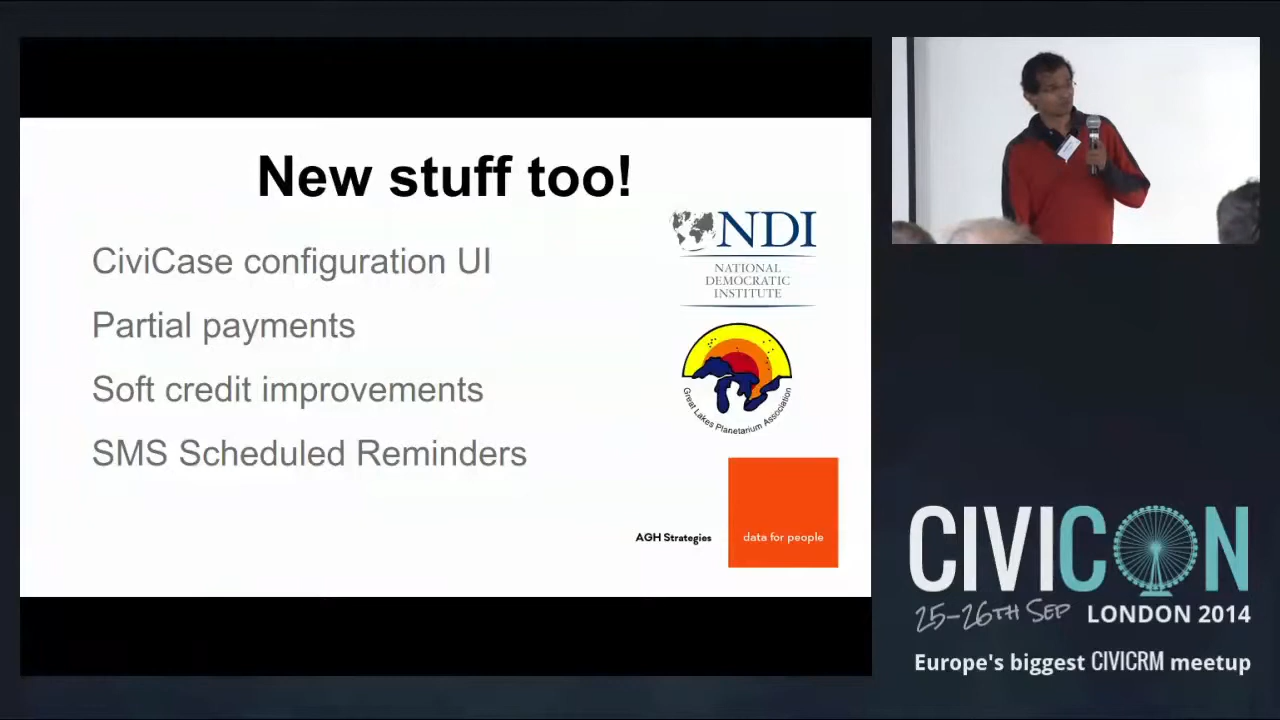 New stuff too!
CiviCase configuration UI
Partial payments
Soft credit improvements
SMS Scheduled Reminders
NDI
NATIONAL
DEMOCRATIC
INSTITUTE
Great Lakes Planetarium Association
AGH Strategies
data for people
CIVICON
25-26TH SEP LONDON 2014
Europe's biggest CIVICRM meetup